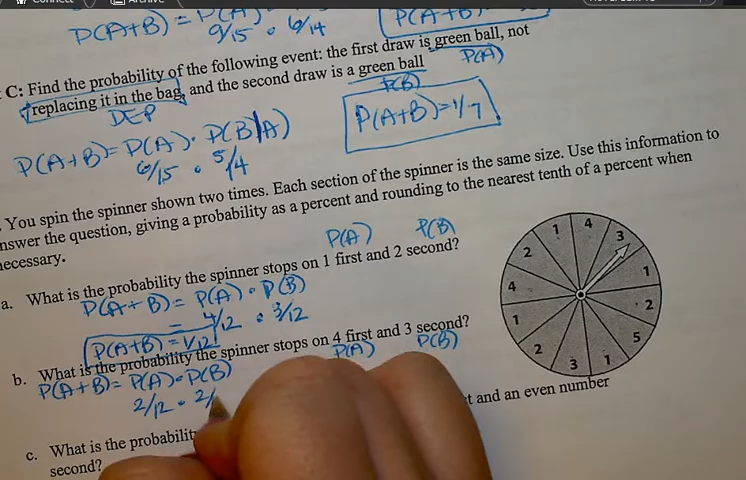 Connect Archive
P(A+B) = P(A)
9/15 • 6/14
P(A+B)
C: Find the probability of the following event: the first draw is green ball, not
replacing it in the bag, and the second draw is a green ball
P(A)
P(B)
DEP
P(A+B) = P(A) • P(B|A)
6/15 • 5/14
P(A+B) = 1/7
You spin the spinner shown two times. Each section of the spinner is the same size. Use this information to
nswer the question, giving a probability as a percent and rounding to the nearest tenth of a percent when
necessary.
P(A) P(B)
a. What is the probability the spinner stops on 1 first and 2 second?
P(A+B) = P(A) • P(B)
= 4/12 • 3/12
P(A+B) = 1/12
b. What is the probability the spinner stops on 4 first and 3 second?
P(A) P(B)
P(A+B) = P(A) • P(B)
2/12 • 2/
c. What is the probabilit
t and an even number
second?
4
3
1
2
5
1
3
2
1
4
2
1